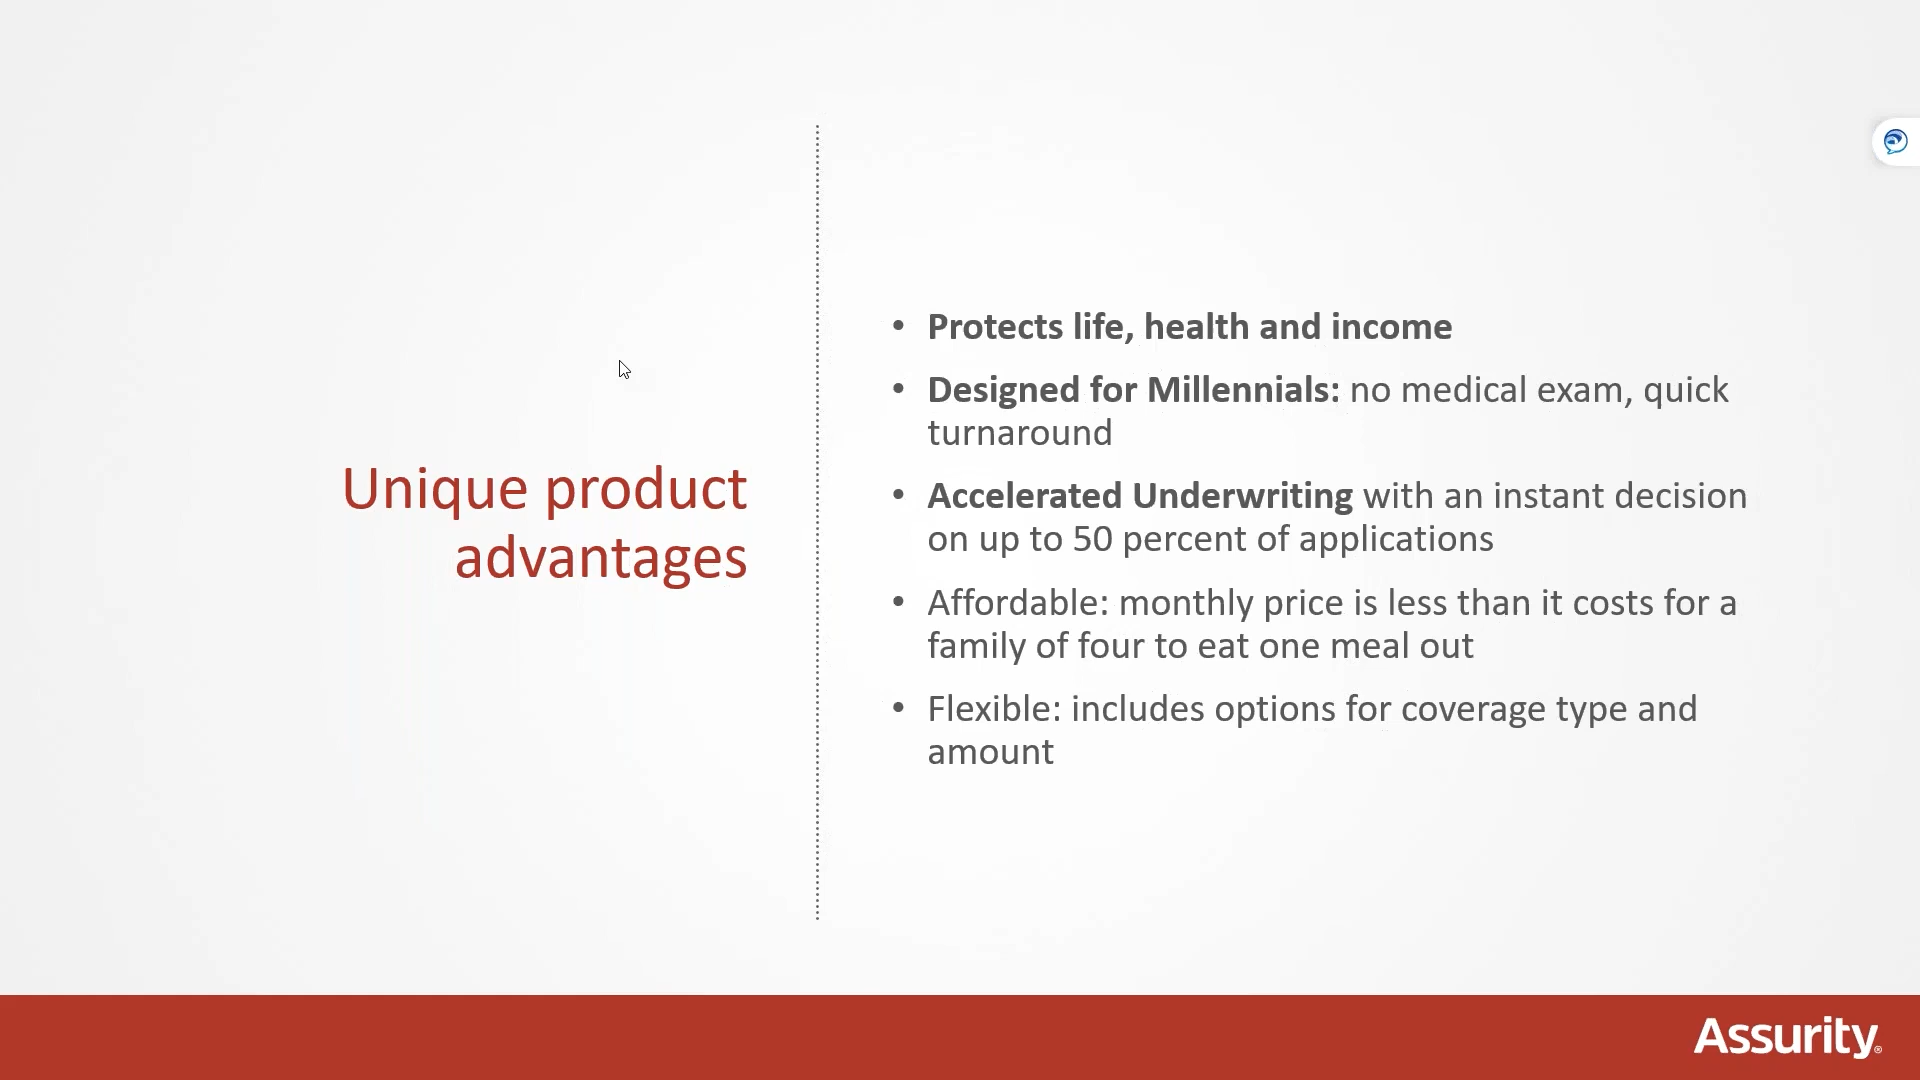 Unique product
advantages
• Protects life, health and income
• Designed for Millennials: no medical exam, quick
turnaround
• Accelerated Underwriting with an instant decision
on up to 50 percent of applications
• Affordable: monthly price is less than it costs for a
family of four to eat one meal out
• Flexible: includes options for coverage type and
amount
Assurity®